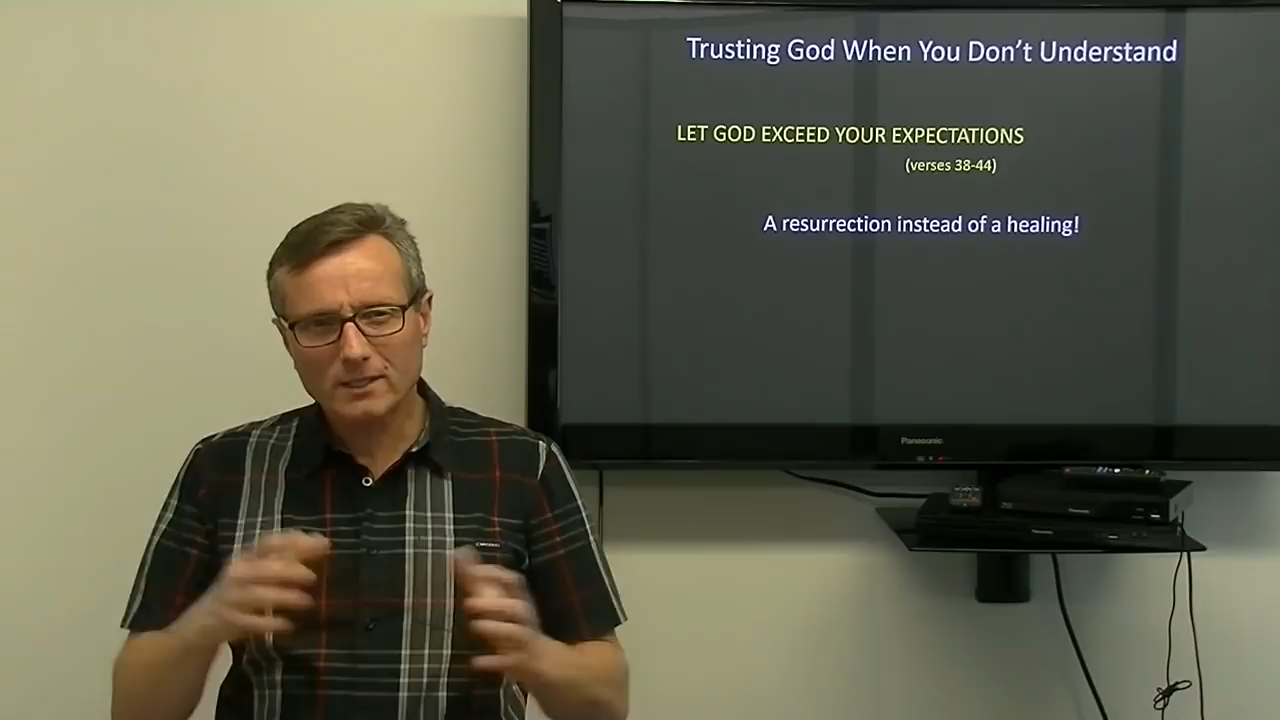 Trusting God When You Don't Understand
LET GOD EXCEED YOUR EXPECTATIONS
(verses 38-44)
A resurrection instead of a healing!
Panasonic